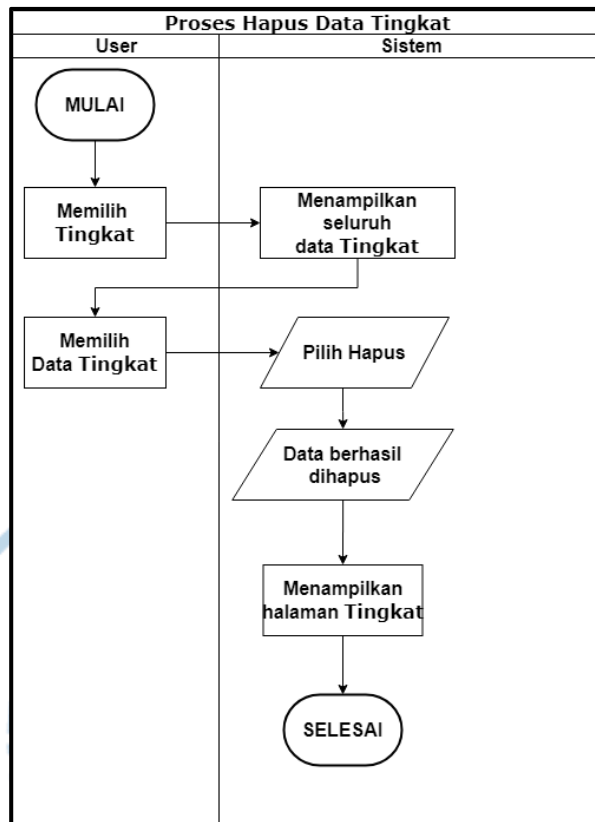 Proses Hapus Data Tingkat
User
Sistem
MULAI
Memilih
Tingkat
Menampilkan
seluruh
data Tingkat
Memilih
Data Tingkat
Pilih Hapus
Data berhasil
dihapus
Menampilkan
halaman Tingkat
SELESAI